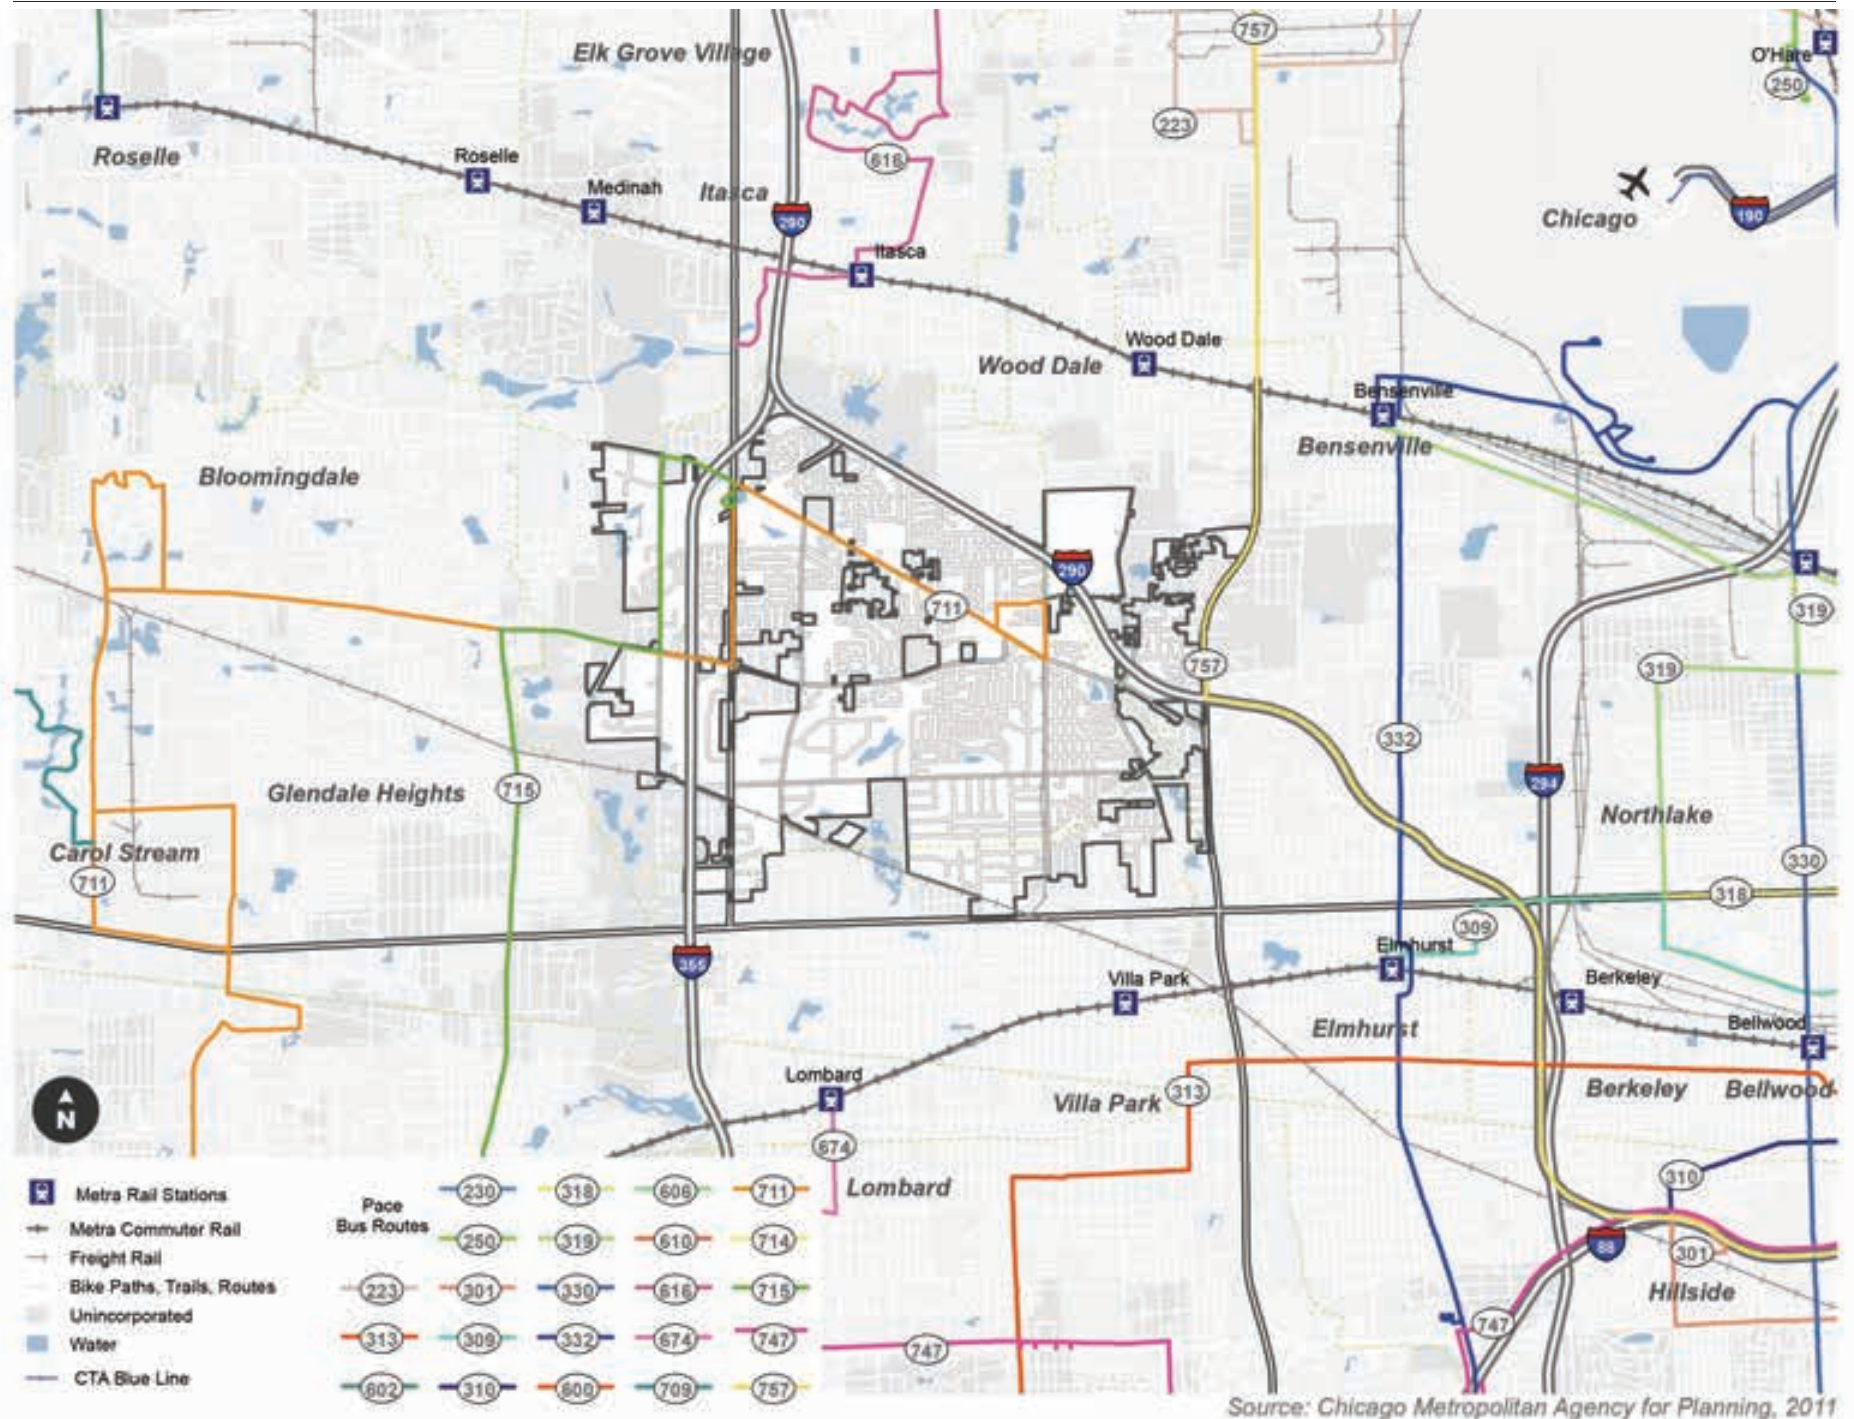 757
Elk Grove Village
O'Hare
250
223
Roselle
Roselle
616
Medinah
Itasca
290
190
Chicago
Itasca
Wood Dale
Wood Dale
Bensenville
Bensenville
Bloomingdale
290
711
319
757
319
332
294
715
Glendale Heights
Northlake
Carol Stream
711
330
318
309
Elmhurst
355
Villa Park
Berkeley
Elmhurst
Bellwood
Lombard
Villa Park
313
Berkeley
Bellwood
N
674
310
Lombard
88
301
Hillside
747
747
Metra Rail Stations
Metra Commuter Rail
Freight Rail
Bike Paths, Trails, Routes
Unincorporated
Water
CTA Blue Line
Pace
Bus Routes
230 318 606 711
250 319 610 714
223 301 330 616 715
313 309 332 674 747
602 310 600 709 757
Source: Chicago Metropolitan Agency for Planning, 2011